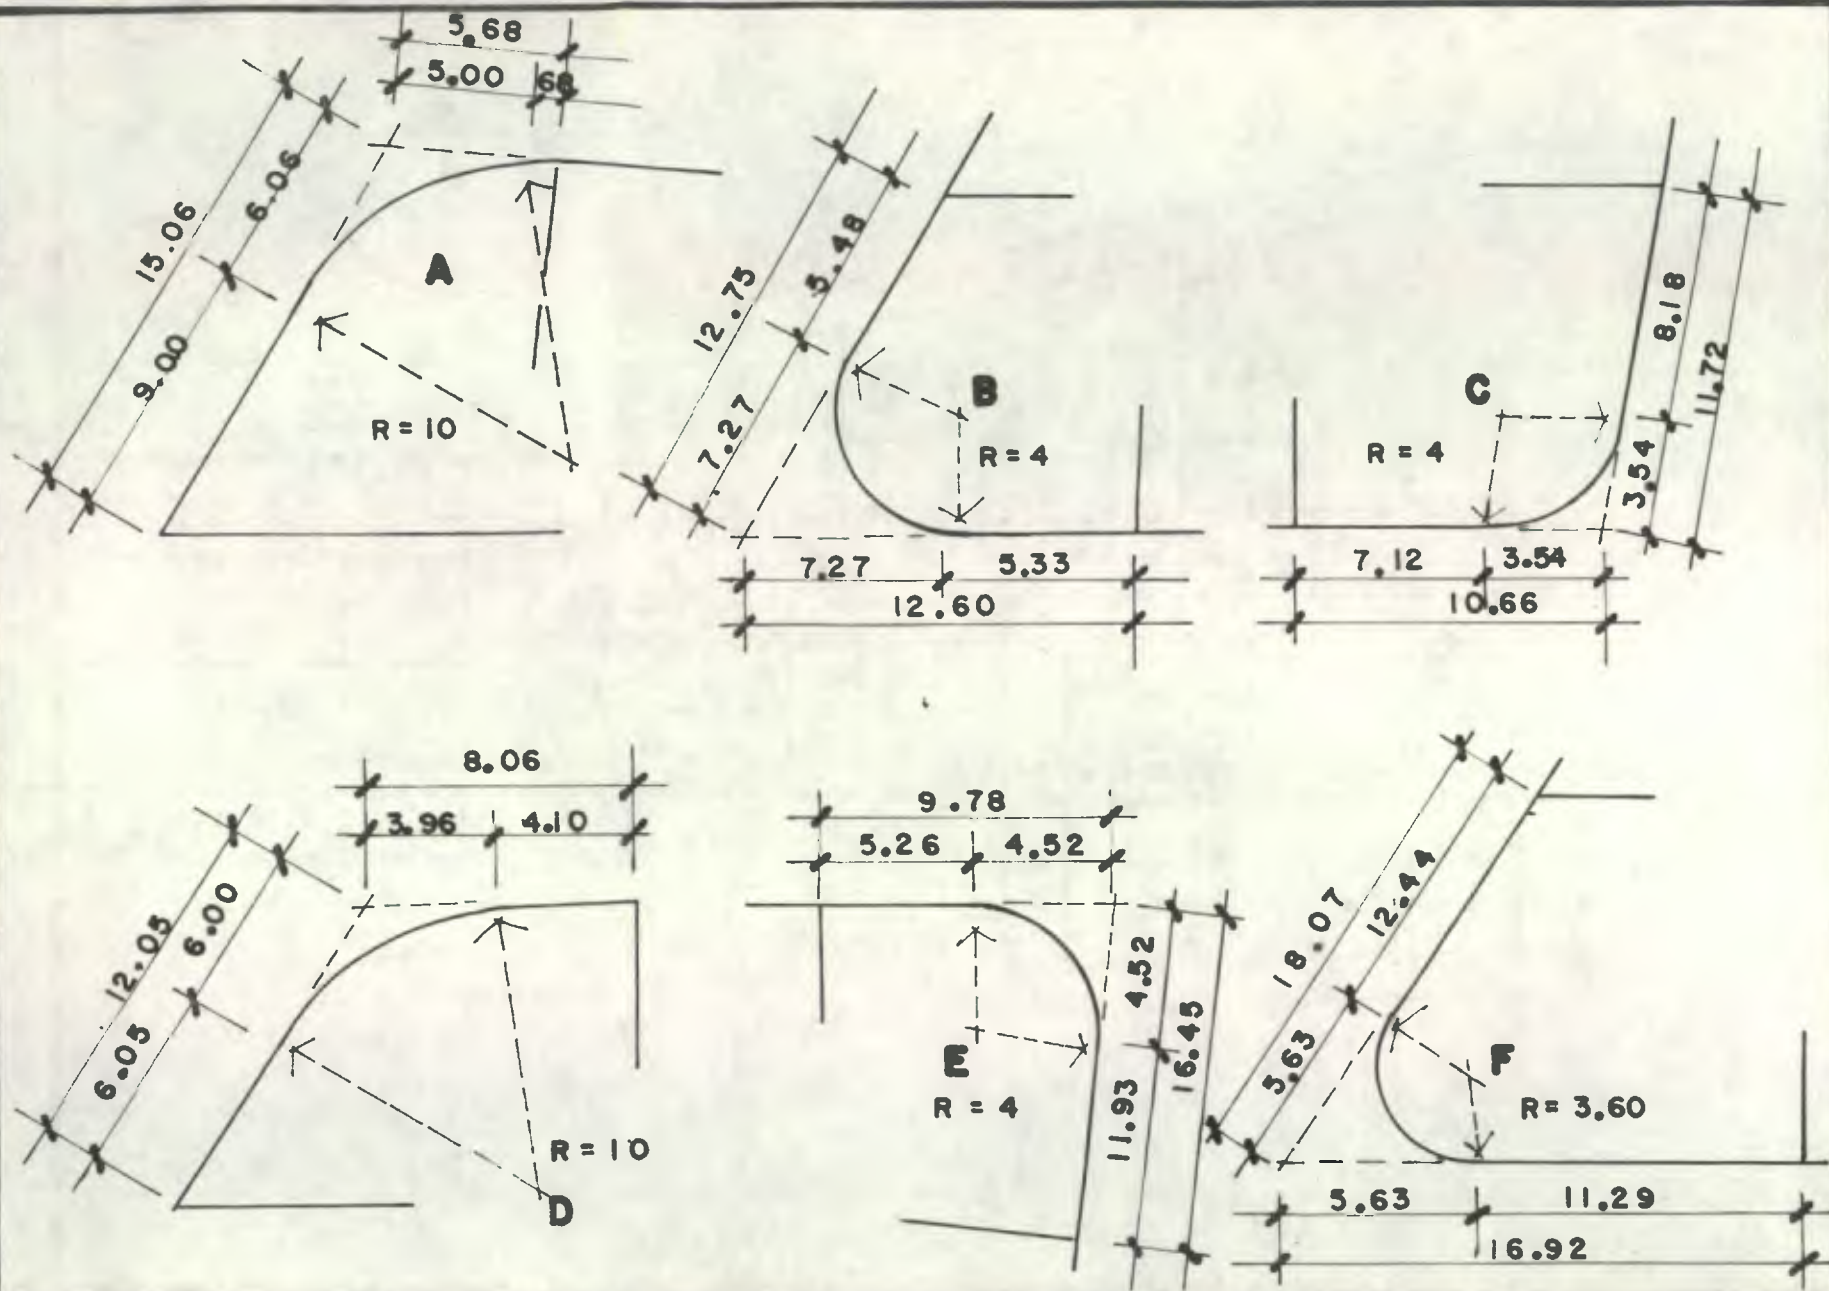 5.68
5.00 68
15.06
6.06
9.00
A
R = 10
12.75
5.48
7.27
B
R = 4
7.27 5.33
12.60
C
R = 4
8.18
11.72
3.54
7.12 3.54
10.66
8.06
3.96 4.10
12.05
6.00
6.05
R = 10
D
9.78
5.26 4.52
4.52
16.45
11.93
E
R = 4
18.07
12.44
5.63
F
R = 3.60
5.63 11.29
16.92